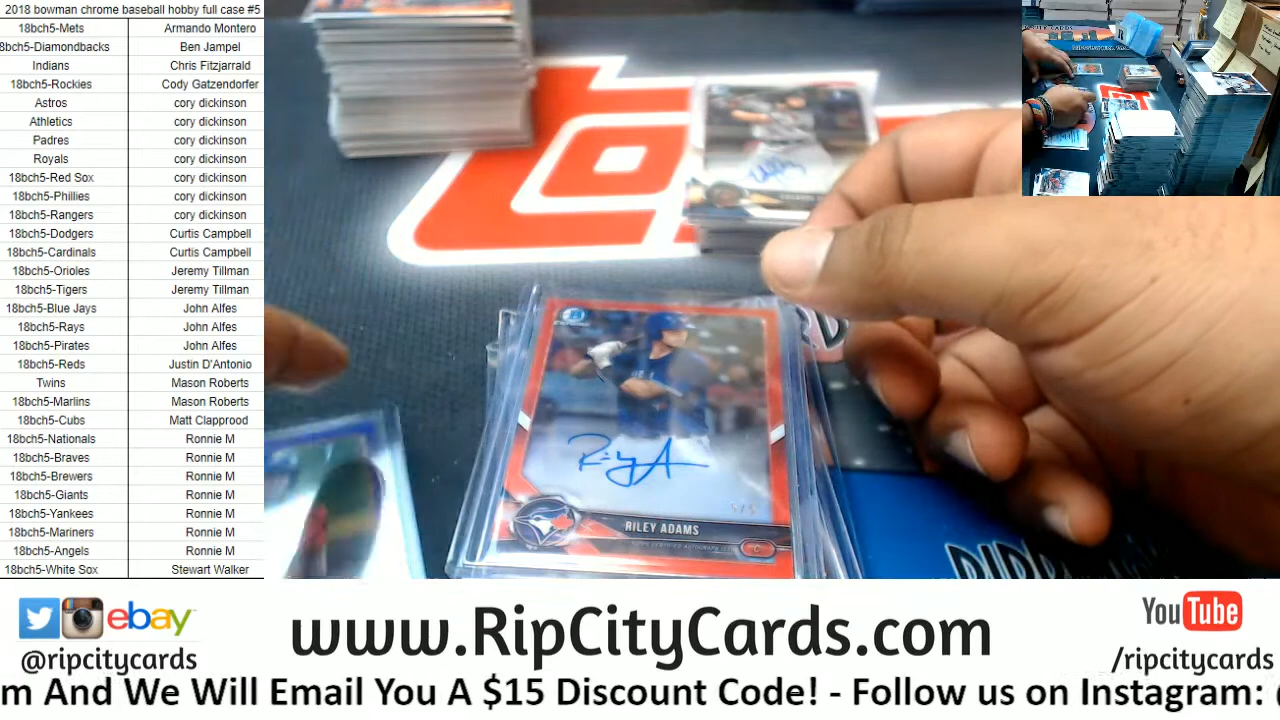 2018 bowman chrome baseball hobby full case #5
18bch5-Mets Armando Montero
8bch5-Diamondbacks Ben Jampel
Indians Chris Fitzjarrald
18bch5-Rockies Cody Gatzendorfer
Astros cory dickinson
Athletics cory dickinson
Padres cory dickinson
Royals cory dickinson
18bch5-Red Sox cory dickinson
18bch5-Phillies cory dickinson
18bch5-Rangers cory dickinson
18bch5-Dodgers Curtis Campbell
18bch5-Cardinals Curtis Campbell
18bch5-Orioles Jeremy Tillman
18bch5-Tigers Jeremy Tillman
18bch5-Blue Jays John Alfes
18bch5-Rays John Alfes
18bch5-Pirates John Alfes
18bch5-Reds Justin D'Antonio
Twins Mason Roberts
18bch5-Marlins Mason Roberts
18bch5-Cubs Matt Clapprood
18bch5-Nationals Ronnie M
18bch5-Braves Ronnie M
18bch5-Brewers Ronnie M
18bch5-Giants Ronnie M
18bch5-Yankees Ronnie M
18bch5-Mariners Ronnie M
18bch5-Angels Ronnie M
18bch5-White Sox Stewart Walker
Riley A
RILEY ADAMS
C
ebay
@ripcitycards
www.RipCityCards.com
YouTube
/ripcitycards
m And We Will Email You A $15 Discount Code! - Follow us on Instagram: